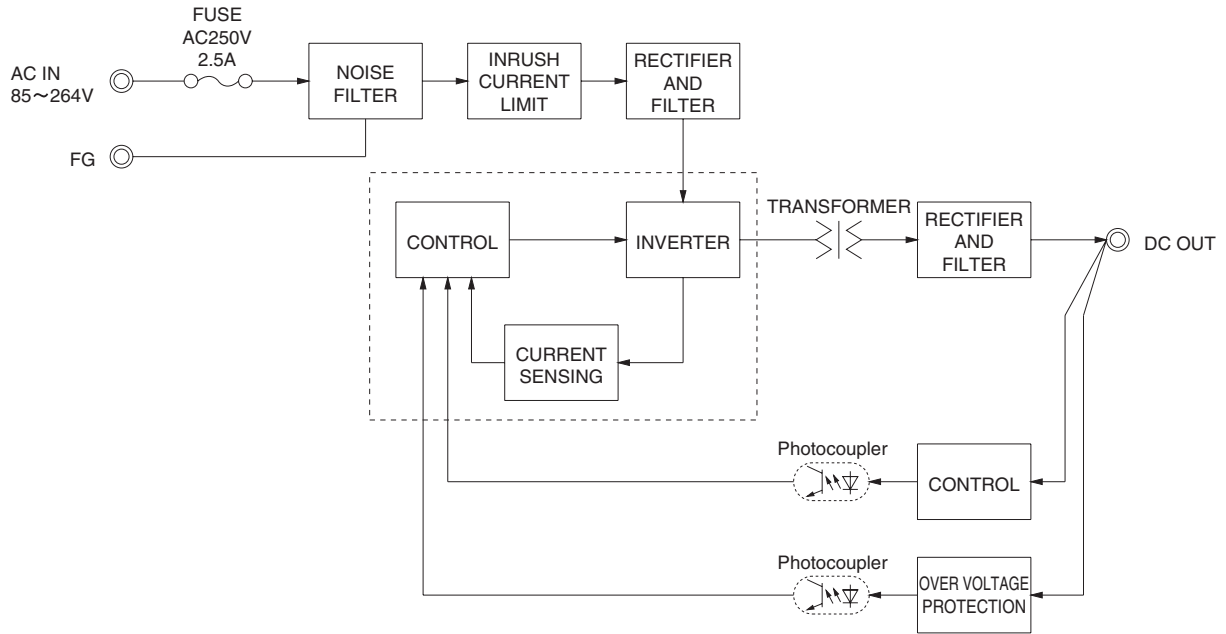 FUSE
AC250V
2.5A
AC IN
85～264V
NOISE
FILTER
INRUSH
CURRENT
LIMIT
RECTIFIER
AND
FILTER
FG
CONTROL
INVERTER
TRANSFORMER
RECTIFIER
AND
FILTER
DC OUT
CURRENT
SENSING
Photocoupler
CONTROL
Photocoupler
OVER VOLTAGE
PROTECTION